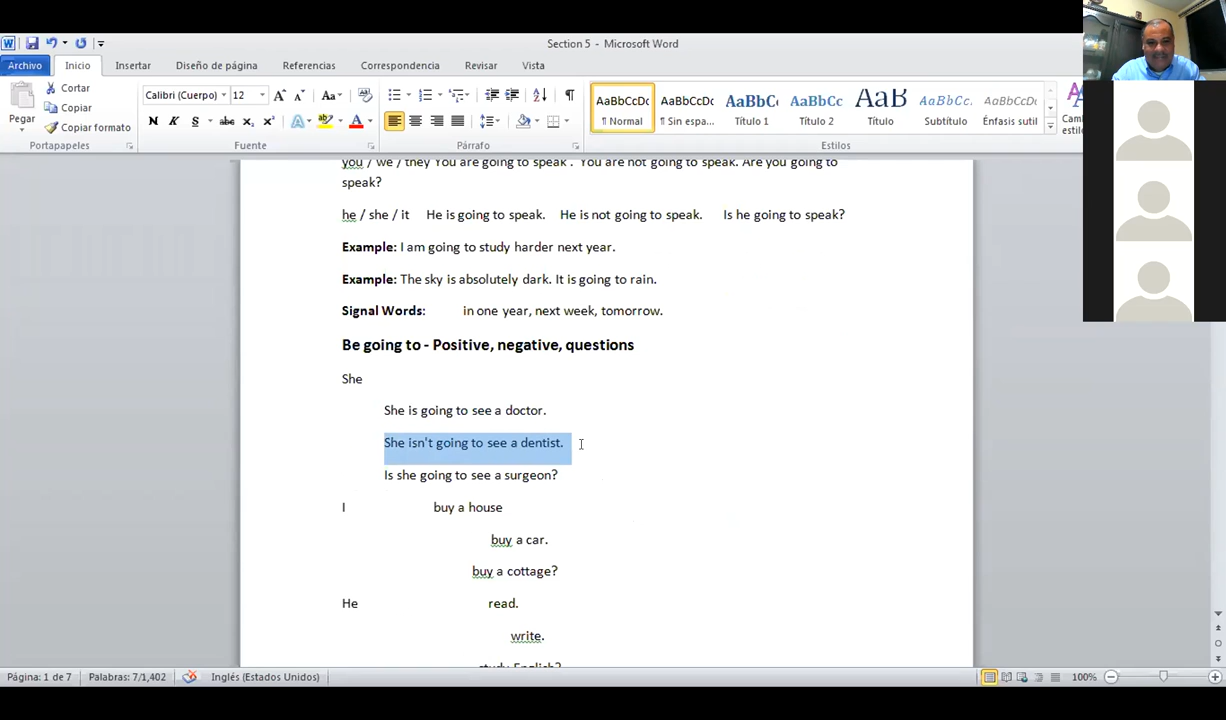 Section 5 - Microsoft Word
Archivo Inicio Insertar Diseño de página Referencias Correspondencia Revisar Vista
Pegar
Cortar
Copiar
Copiar formato
Portapapeles
Calibri (Cuerpo) 12
Fuente
Párrafo
AaBbCcDc AaBbCcDc AaBbCc AaBbCc AaB AaBbCc. AaBbCcDc
¶ Normal ¶ Sin espa... Título 1 Título 2 Título Subtítulo Énfasis sutil
Estilos
you / we / they You are going to speak . You are not going to speak. Are you going to
speak?
he / she / it He is going to speak. He is not going to speak. Is he going to speak?
Example: I am going to study harder next year.
Example: The sky is absolutely dark. It is going to rain.
Signal Words: in one year, next week, tomorrow.
Be going to - Positive, negative, questions
She
She is going to see a doctor.
She isn't going to see a dentist.
Is she going to see a surgeon?
I buy a house
buy a car.
buy a cottage?
He read.
write.
study English?
Página: 1 de 7 Palabras: 7/1,402 Inglés (Estados Unidos) 100%